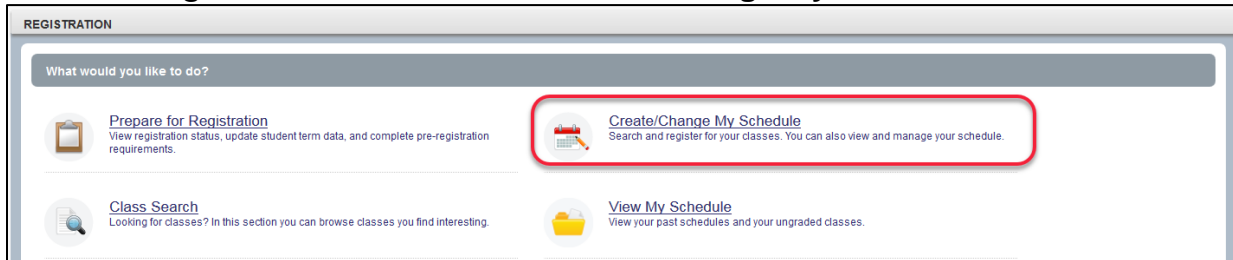 REGISTRATION
What would you like to do?
Prepare for Registration
View registration status, update student term data, and complete pre-registration
requirements.
Create/Change My Schedule
Search and register for your classes. You can also view and manage your schedule.
Class Search
Looking for classes? In this section you can browse classes you find interesting.
View My Schedule
View your past schedules and your ungraded classes.